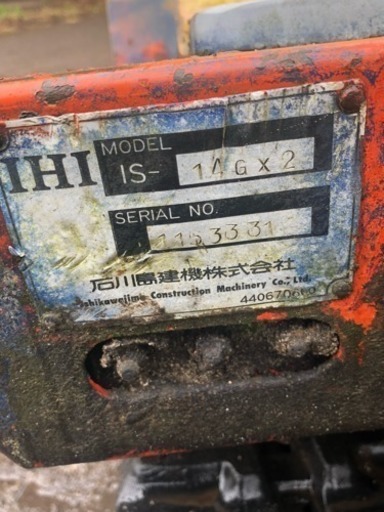 IHI
MODEL
IS- 14GX2
SERIAL NO.
1153331
石川島建機株式会社
Ishikawajima Construction Machinery Co., Ltd.